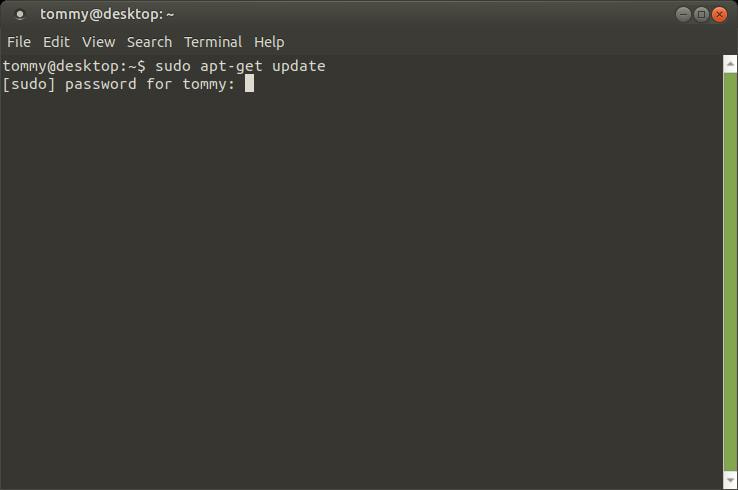 tommy@desktop: ~
File Edit View Search Terminal Help
tommy@desktop:~$ sudo apt-get update
[sudo] password for tommy: